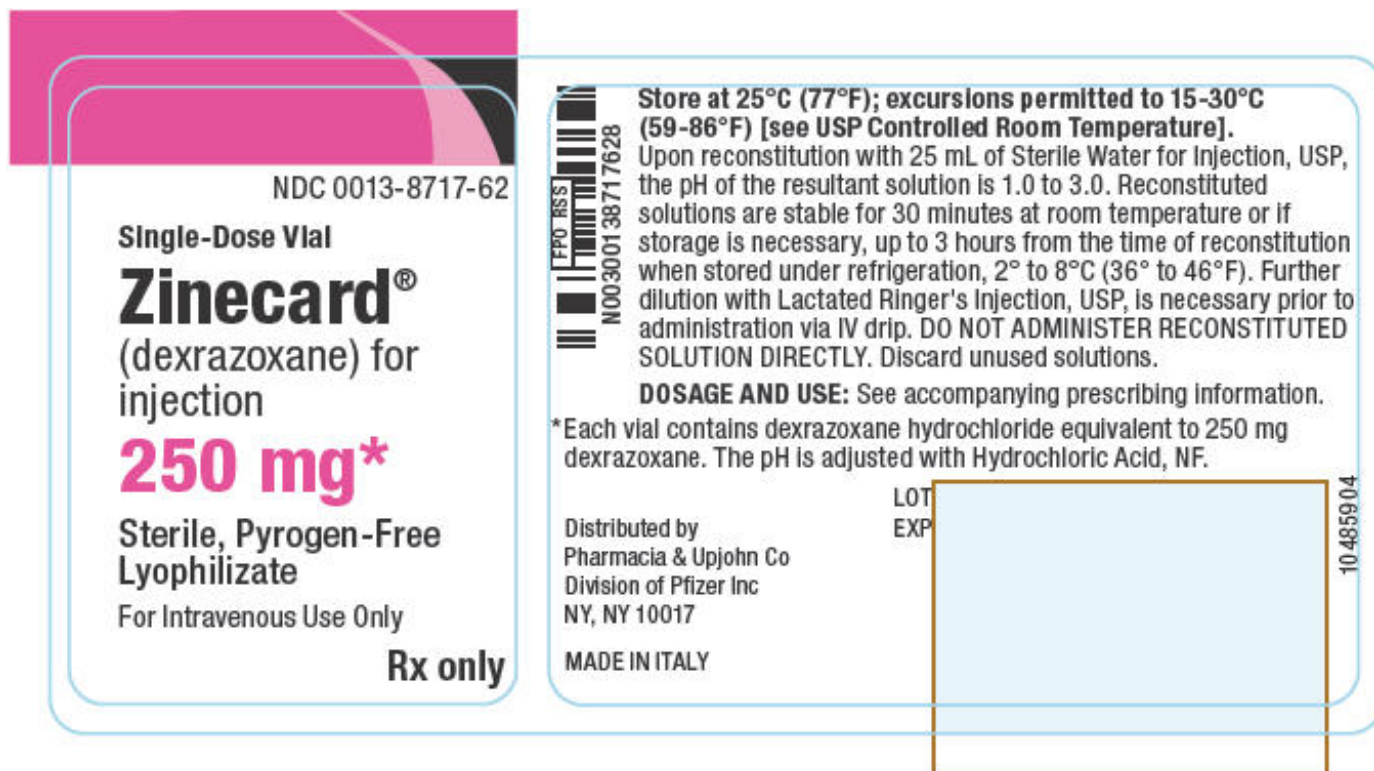 NDC 0013-8717-62
Single-Dose Vial
Zinecard®
(dexrazoxane) for
injection
250 mg*
Sterile, Pyrogen-Free
Lyophilizate
For Intravenous Use Only
Rx only
FPO RSS
N00300138717628
Store at 25°C (77°F); excursions permitted to 15-30°C
(59-86°F) [see USP Controlled Room Temperature].
Upon reconstitution with 25 mL of Sterile Water for Injection, USP,
the pH of the resultant solution is 1.0 to 3.0. Reconstituted
solutions are stable for 30 minutes at room temperature or if
storage is necessary, up to 3 hours from the time of reconstitution
when stored under refrigeration, 2° to 8°C (36° to 46°F). Further
dilution with Lactated Ringer's Injection, USP, is necessary prior to
administration via IV drip. DO NOT ADMINISTER RECONSTITUTED
SOLUTION DIRECTLY. Discard unused solutions.
DOSAGE AND USE: See accompanying prescribing information.
*Each vial contains dexrazoxane hydrochloride equivalent to 250 mg
dexrazoxane. The pH is adjusted with Hydrochloric Acid, NF.
Distributed by
Pharmacia & Upjohn Co
Division of Pfizer Inc
NY, NY 10017
MADE IN ITALY
LOT
EXP
10485904